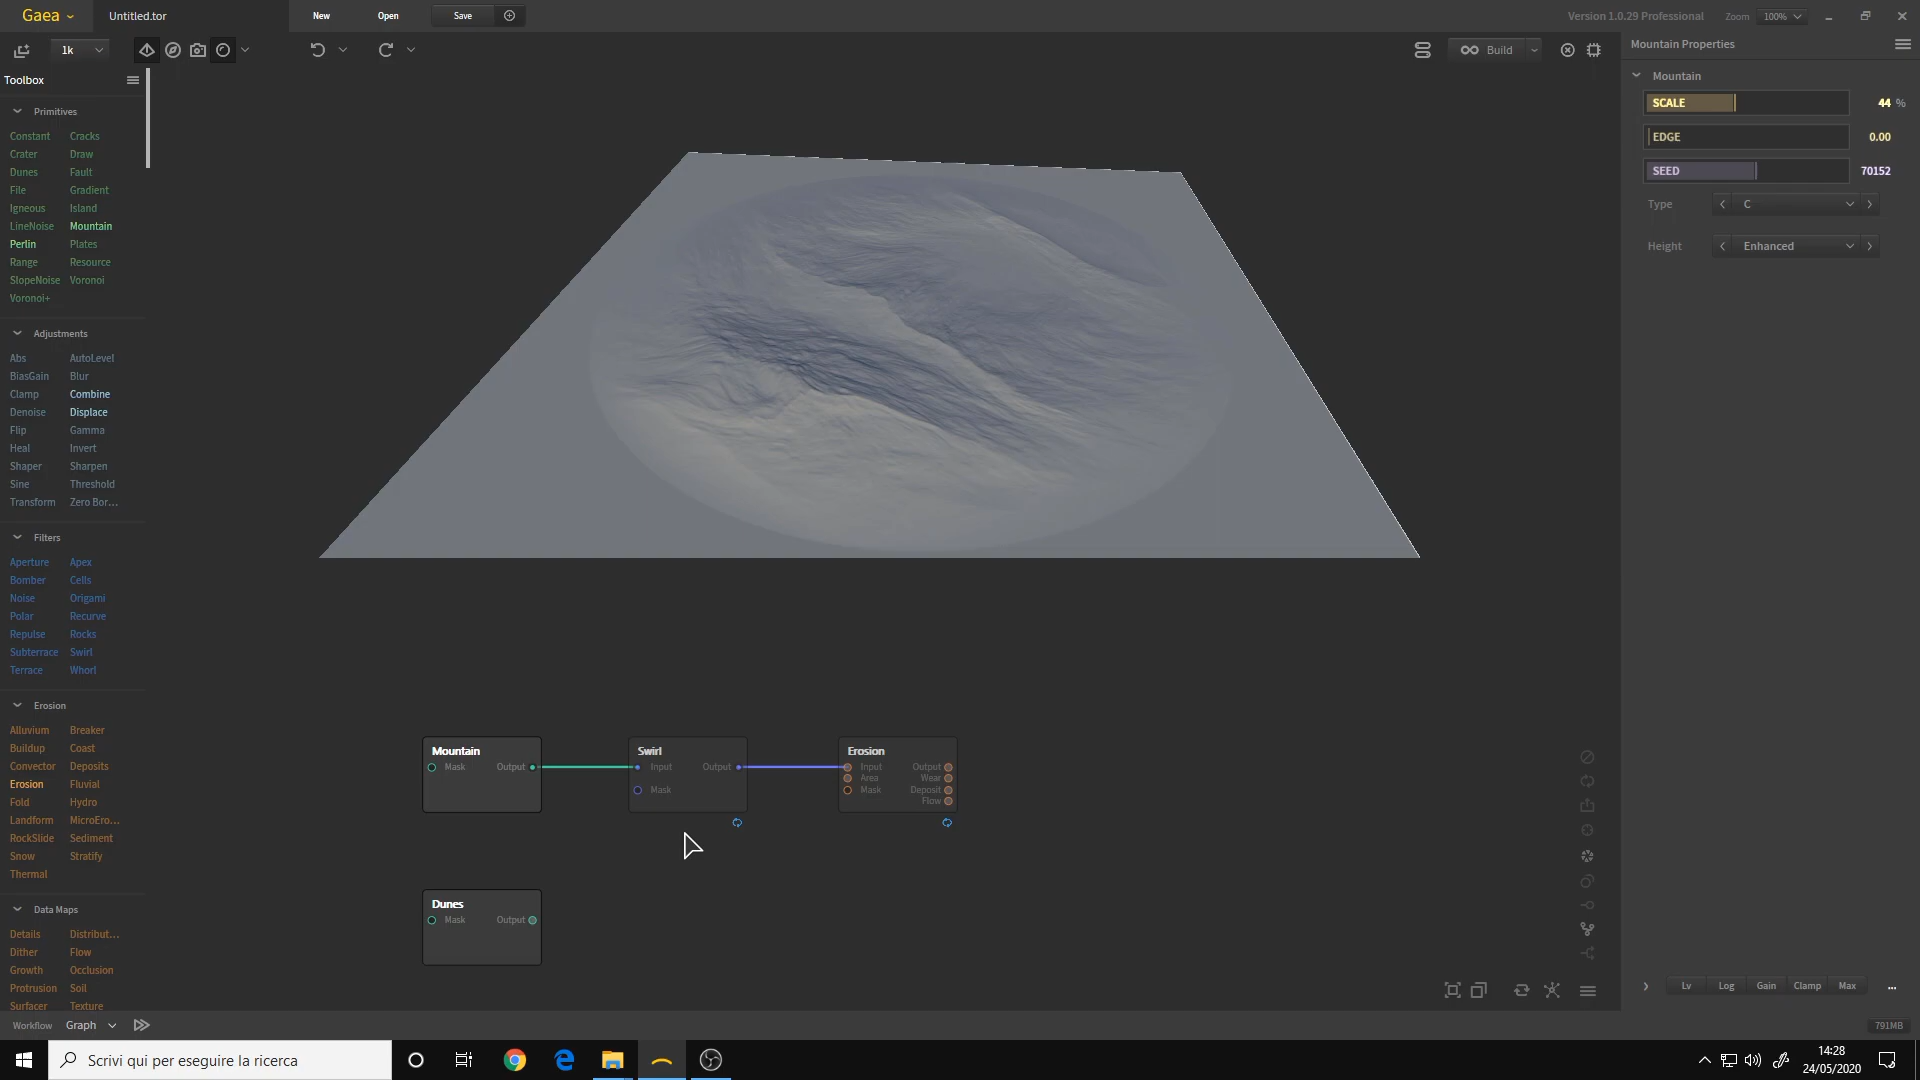 Gaea
Untitled.tor
New
Open
Save
Version 1.0.29 Professional
Zoom
100%
1k
Build
Mountain Properties
Toolbox
Mountain
SCALE 44 %
EDGE 0.00
SEED 70152
Type C
Height Enhanced
Primitives
Constant Cracks
Crater Draw
Dunes Fault
File Gradient
Igneous Island
LineNoise Mountain
Perlin Plates
Range Resource
SlopeNoise Voronoi
Voronoi+
Adjustments
Abs AutoLevel
BiasGain Blur
Clamp Combine
Denoise Displace
Flip Gamma
Heal Invert
Shaper Sharpen
Sine Threshold
Transform Zero Bor...
Filters
Aperture Apex
Bomber Cells
Noise Origami
Polar Recurve
Repulse Rocks
Subterrace Swirl
Terrace Whorl
Erosion
Alluvium Breaker
Buildup Coast
Convector Deposits
Erosion Fluvial
Fold Hydro
Landform MicroEro...
RockSlide Sediment
Snow Stratify
Thermal
Data Maps
Details Distribut...
Dither Flow
Growth Occlusion
Protrusion Soil
Surfacer Texture
Mountain
Mask Output
Swirl
Input Output
Mask
Erosion
Input Output
Area Wear
Mask Deposit
Flow
Dunes
Mask Output
Lv Log Gain Clamp Max ...
Workflow Graph
791MB
Scrivi qui per eseguire la ricerca
14:28
24/05/2020